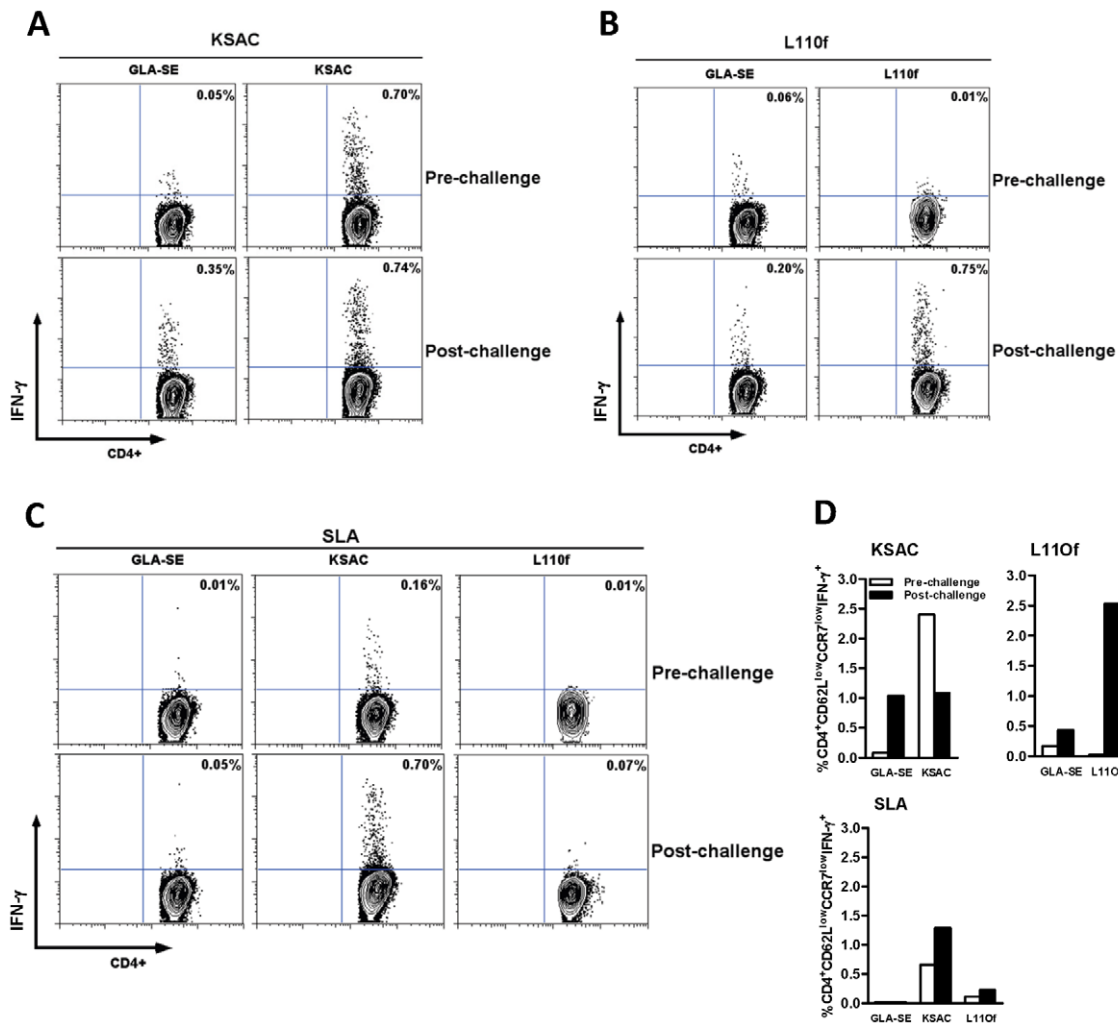 A
KSAC
GLA-SE KSAC
0.05% 0.70%
Pre-challenge
0.35% 0.74%
Post-challenge
IFN-γ
CD4+
B
L110f
GLA-SE L110f
0.06% 0.01%
Pre-challenge
0.20% 0.75%
Post-challenge
IFN-γ
CD4+
C
SLA
GLA-SE KSAC L110f
0.01% 0.16% 0.01%
Pre-challenge
0.05% 0.70% 0.07%
Post-challenge
IFN-γ
CD4+
D
KSAC
% CD4⁺CD62LˡᵒʷCCR7ˡᵒʷIFN-γ⁺
3.0
2.5
2.0
1.5
1.0
0.5
0.0
Pre-challenge
Post-challenge
GLA-SE KSAC
L110f
3.0
2.5
2.0
1.5
1.0
0.5
0.0
GLA-SE L110
SLA
% CD4⁺CD62LˡᵒʷCCR7ˡᵒʷIFN-γ⁺
3.0
2.5
2.0
1.5
1.0
0.5
0.0
GLA-SE KSAC L110f